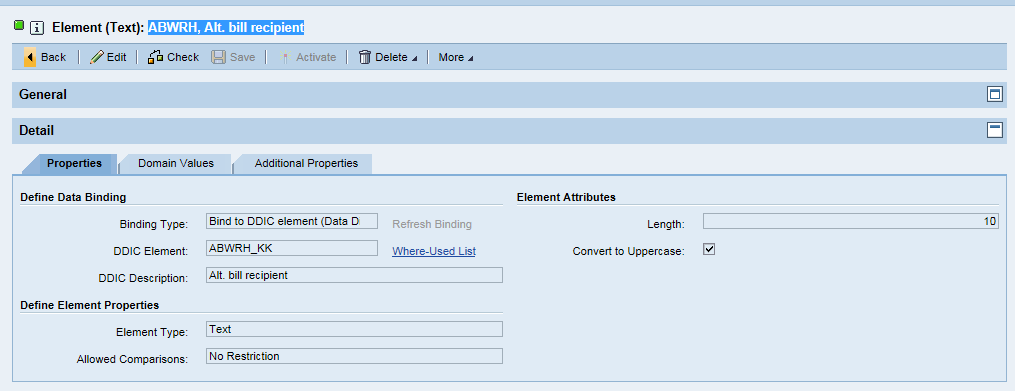 Element (Text): ABWRH, Alt. bill recipient
Back Edit Check Save Activate Delete More
General
Detail
Properties Domain Values Additional Properties
Define Data Binding Element Attributes
Binding Type: Bind to DDIC element (Data D Refresh Binding Length: 10
DDIC Element: ABWRH_KK Where-Used List Convert to Uppercase:
DDIC Description: Alt. bill recipient
Define Element Properties
Element Type: Text
Allowed Comparisons: No Restriction